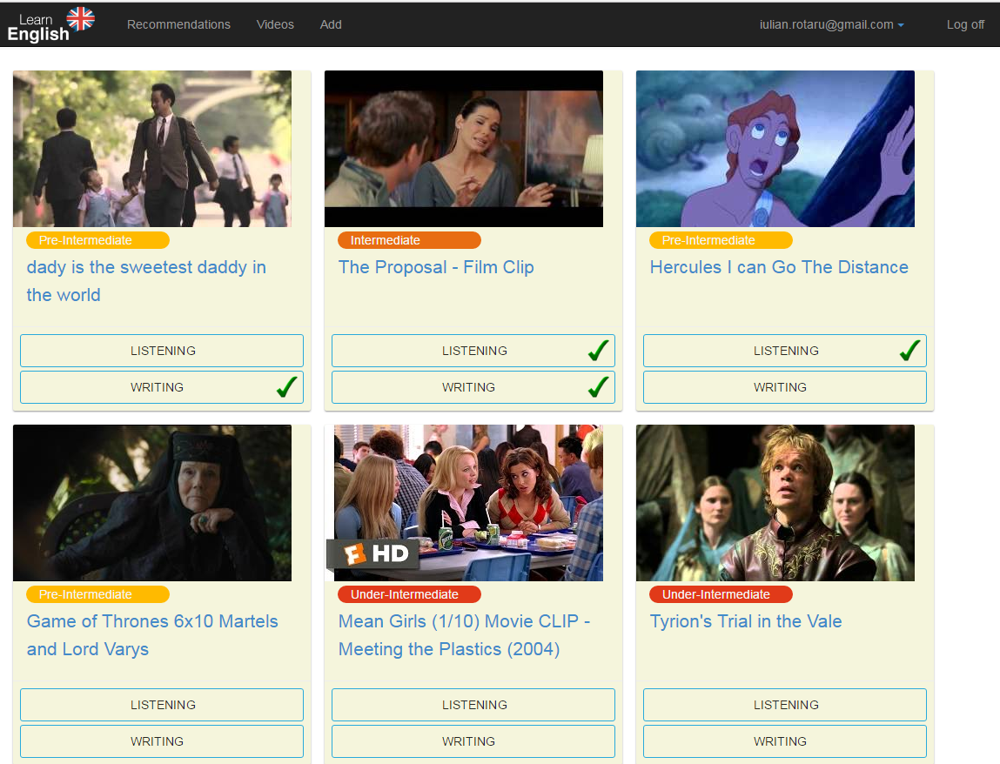 Learn
English
Recommendations Videos Add iulian.rotaru@gmail.com Log off
Pre-Intermediate
dady is the sweetest daddy in
the world
LISTENING
WRITING
Intermediate
The Proposal - Film Clip
LISTENING
WRITING
Pre-Intermediate
Hercules I can Go The Distance
LISTENING
WRITING
Pre-Intermediate
Game of Thrones 6x10 Martels
and Lord Varys
LISTENING
WRITING
F HD
Under-Intermediate
Mean Girls (1/10) Movie CLIP -
Meeting the Plastics (2004)
LISTENING
WRITING
Under-Intermediate
Tyrion's Trial in the Vale
LISTENING
WRITING